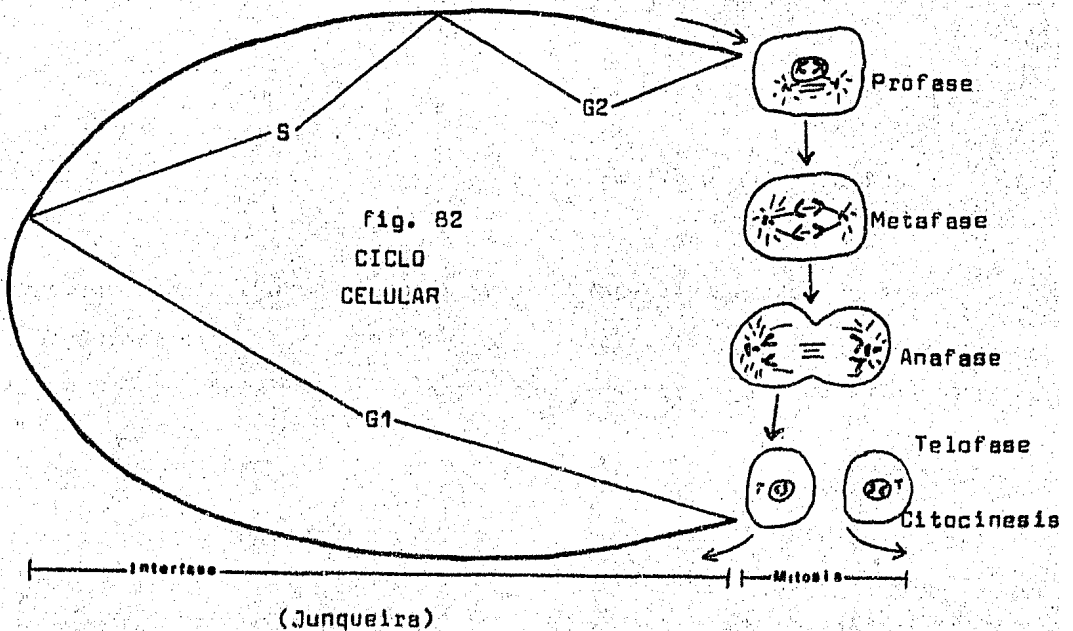 G2
Profase
S
fig. 82
CICLO
CELULAR
Metafase
Anafase
G1
Telofase
Citocinesis
Interfase
Mitosis
(Junqueira)